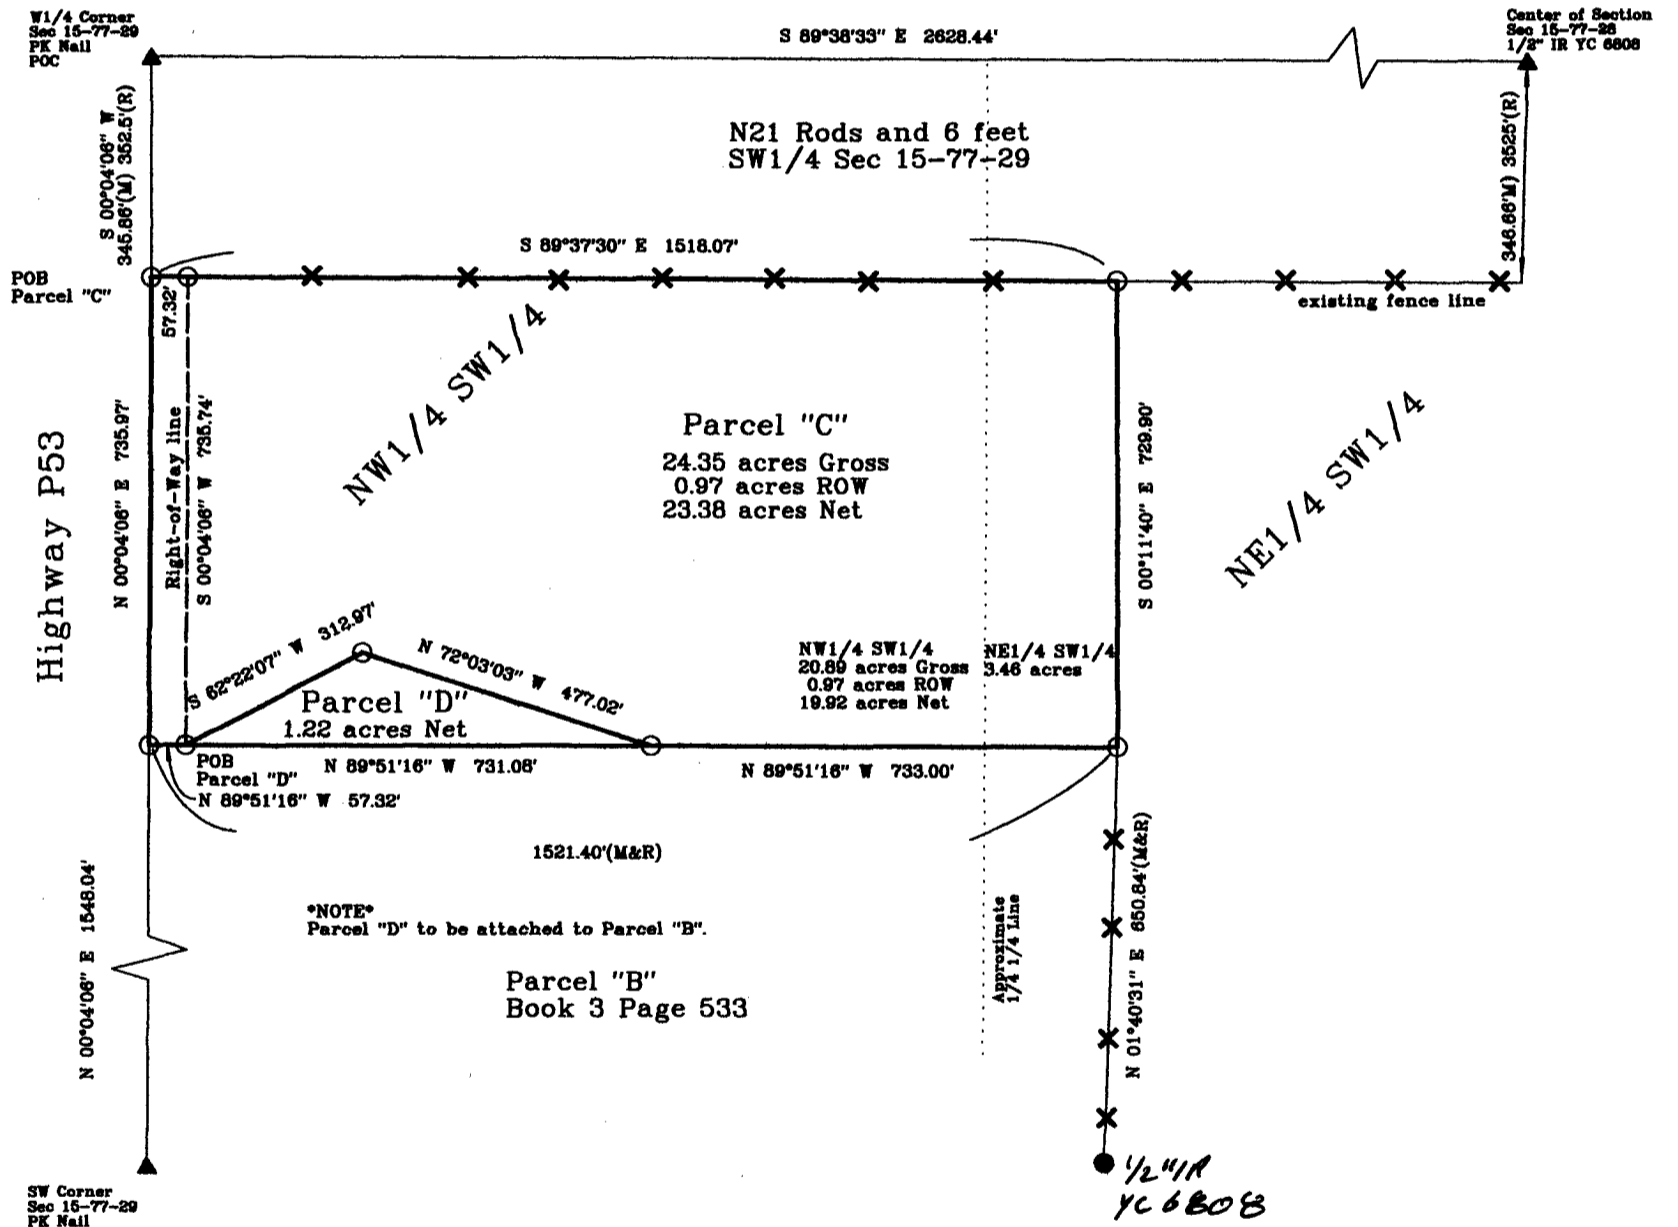 W1/4 Corner
Sec 15-77-29
PK Nail
POC
S 89°38'33" E 2628.44'
Center of Section
Sec 15-77-28
1/2" IR YC 6808
S 00°04'06" W
345.86'(M) 352.5'(R)
N21 Rods and 6 feet
SW1/4 Sec 15-77-29
346.66'M) 3525'(R)
S 89°37'30" E 1518.07'
POB
Parcel "C"
57.32'
existing fence line
NW1/4 SW1/4
NE1/4 SW1/4
Highway P53
N 00°04'06" E 735.97'
Right-of-Way line
S 00°04'06" W 735.74'
Parcel "C"
24.35 acres Gross
0.97 acres ROW
23.38 acres Net
S 00°11'40" E 729.90'
S 62°22'07" W 312.97'
N 72°03'03" W 477.02'
Parcel "D"
1.22 acres Net
NW1/4 SW1/4
20.89 acres Gross
0.97 acres ROW
19.92 acres Net
NE1/4 SW1/4
3.46 acres
POB
Parcel "D"
N 89°51'16" W 731.08'
N 89°51'16" W 733.00'
N 89°51'16" W 57.32'
1521.40'(M&R)
N 00°04'06" E 1548.04'
*NOTE*
Parcel "D" to be attached to Parcel "B".
Parcel "B"
Book 3 Page 533
Approximate
1/4 1/4 Line
N 01°40'31" E 650.84'(M&R)
1/2"IR
YC 6808
SW Corner
Sec 15-77-29
PK Nail